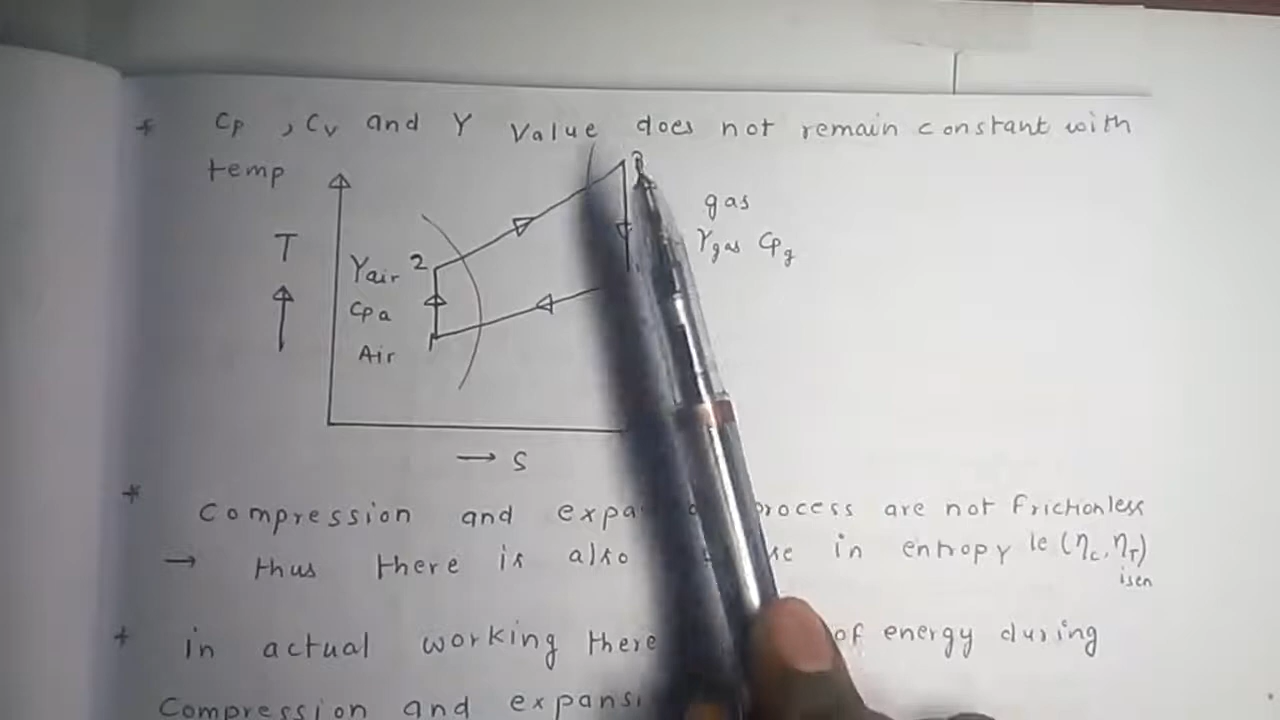 * Cp , Cv and γ Value does not remain constant with
temp
T
γair 2
Cpa
Air
1
3
gas
γgas Cpg
→ S
* Compression and process are not frictionless
→ thus there is also in entropy ie (ηc, ηT)
isen
* in actual working there of energy during
Compression and